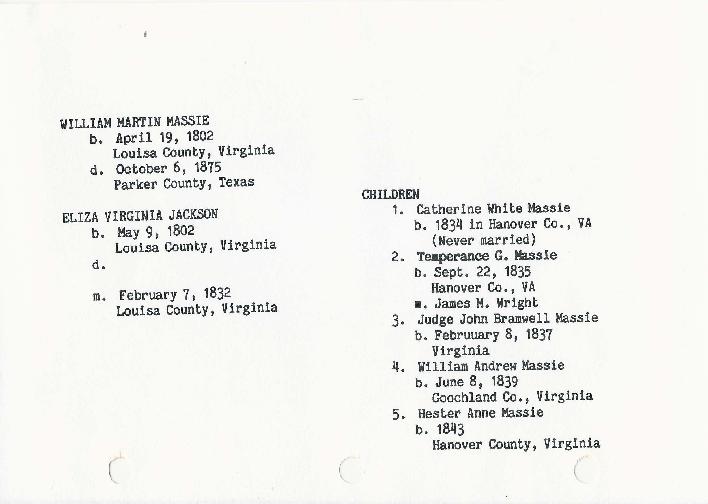 WILLIAM MARTIN MASSIE
b. April 19, 1802
Louisa County, Virginia
d. October 6, 1875
Parker County, Texas
ELIZA VIRGINIA JACKSON
b. May 9, 1802
Louisa County, Virginia
d.
m. February 7, 1832
Louisa County, Virginia
CHILDREN
1. Catherine White Massie
b. 1834 in Hanover Co., VA
(Never married)
2. Temperance G. Massie
b. Sept. 22, 1835
Hanover Co., VA
m. James M. Wright
3. Judge John Bramwell Massie
b. Februuary 8, 1837
Virginia
4. William Andrew Massie
b. June 8, 1839
Goochland Co., Virginia
5. Hester Anne Massie
b. 1843
Hanover County, Virginia